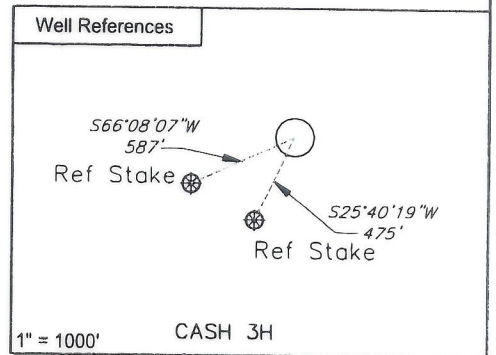 Well References
S66°08'07"W
587'
Ref Stake
S25°40'19"W
475'
Ref Stake
1" = 1000'
CASH 3H